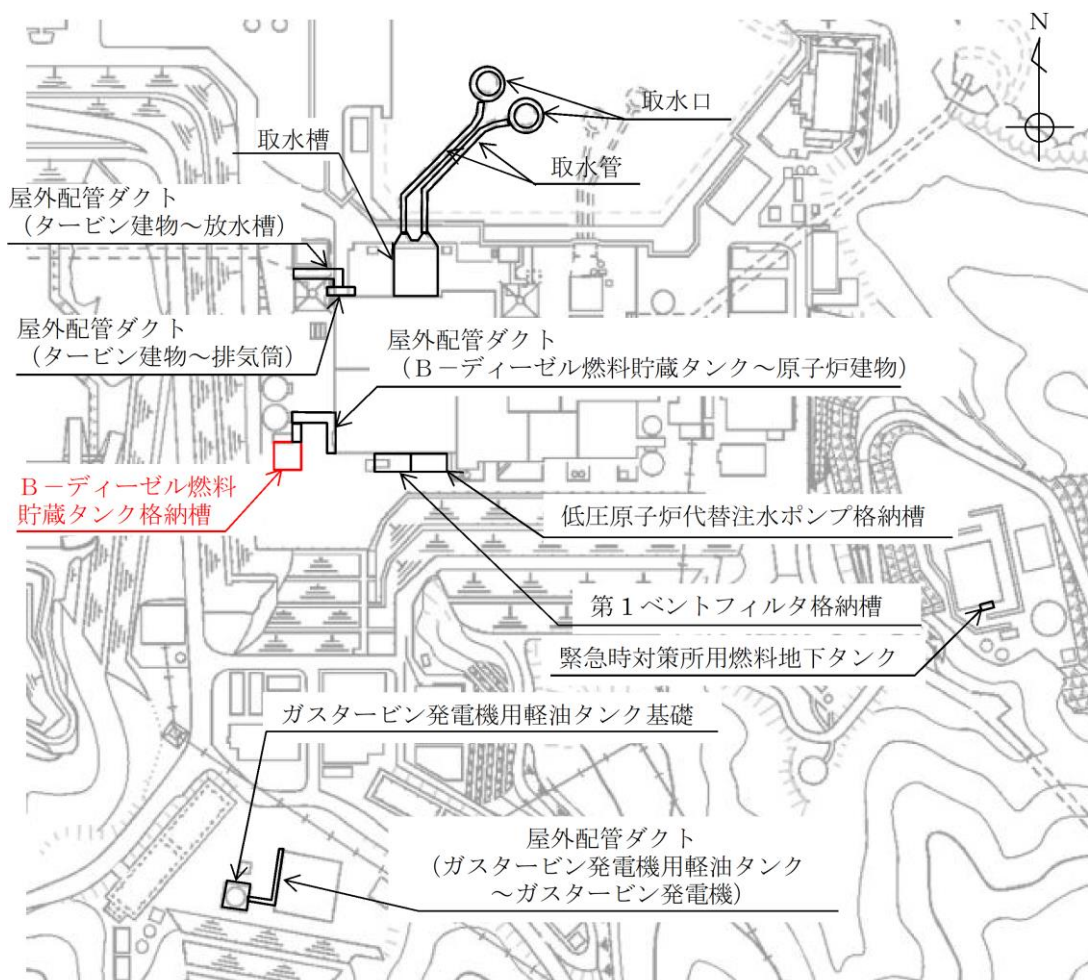 N
取水口
取水槽
取水管
屋外配管ダクト
（タービン建物～放水槽）
屋外配管ダクト
（タービン建物～排気筒）
屋外配管ダクト
（Ｂ－ディーゼル燃料貯蔵タンク～原子炉建物）
Ｂ－ディーゼル燃料
貯蔵タンク格納槽
低圧原子炉代替注水ポンプ格納槽
第１ベントフィルタ格納槽
緊急時対策所用燃料地下タンク
ガスタービン発電機用軽油タンク基礎
屋外配管ダクト
（ガスタービン発電機用軽油タンク
～ガスタービン発電機）